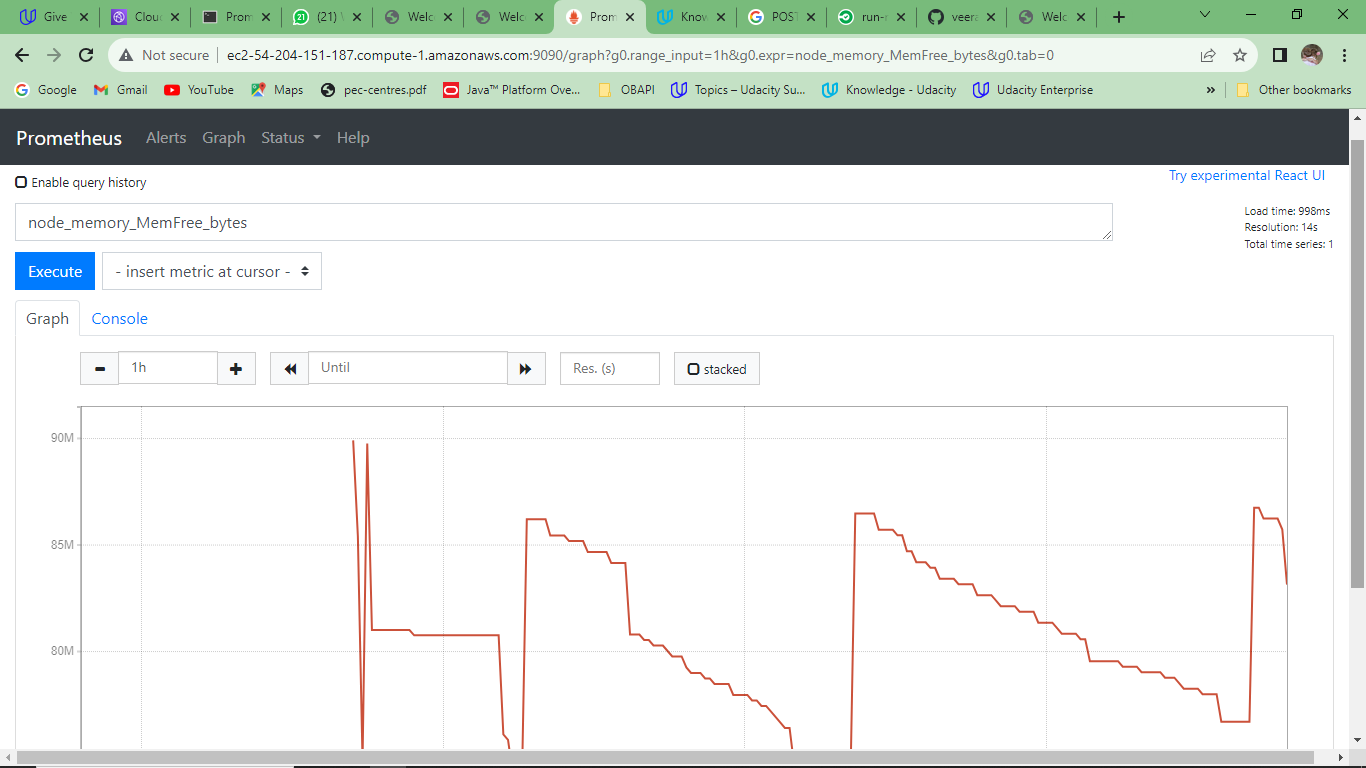 Give
Clou
Prom
(21) \
Welc
Welc
Prom
Know
POST
run-r
veera
Welc
Not secure
ec2-54-204-151-187.compute-1.amazonaws.com:9090/graph?g0.range_input=1h&g0.expr=node_memory_MemFree_bytes&g0.tab=0
Google
Gmail
YouTube
Maps
pec-centres.pdf
Java™ Platform Ove...
OBAPI
Topics – Udacity Su...
Knowledge - Udacity
Udacity Enterprise
»
Other bookmarks
Prometheus
Alerts
Graph
Status
Help
Enable query history
Try experimental React UI
node_memory_MemFree_bytes
Load time: 998ms
Resolution: 14s
Total time series: 1
Execute
- insert metric at cursor -
Graph
Console
1h
Until
Res. (s)
stacked
90M
85M
80M